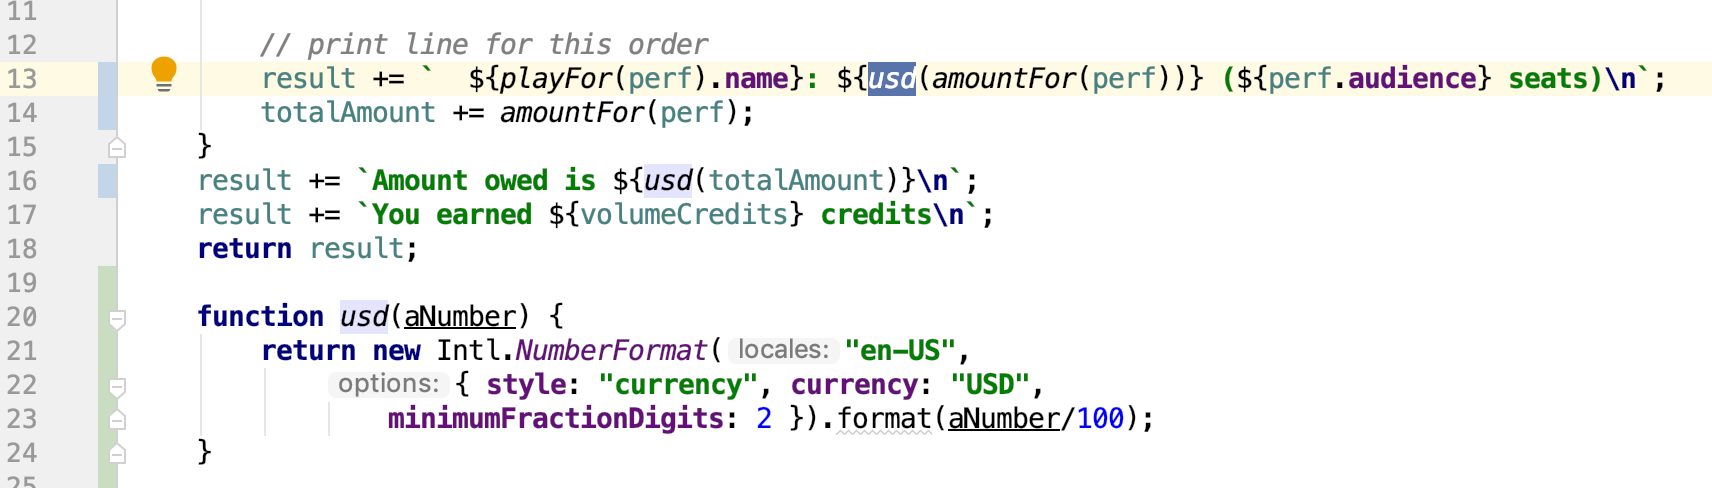 11
12 // print line for this order
13 result += `  ${playFor(perf).name}: ${usd(amountFor(perf))} (${perf.audience} seats)\n`;
14 totalAmount += amountFor(perf);
15 }
16 result += `Amount owed is ${usd(totalAmount)}\n`;
17 result += `You earned ${volumeCredits} credits\n`;
18 return result;
19
20 function usd(aNumber) {
21 return new Intl.NumberFormat( locales: "en-US",
22 options: { style: "currency", currency: "USD",
23 minimumFractionDigits: 2 }).format(aNumber/100);
24 }
25